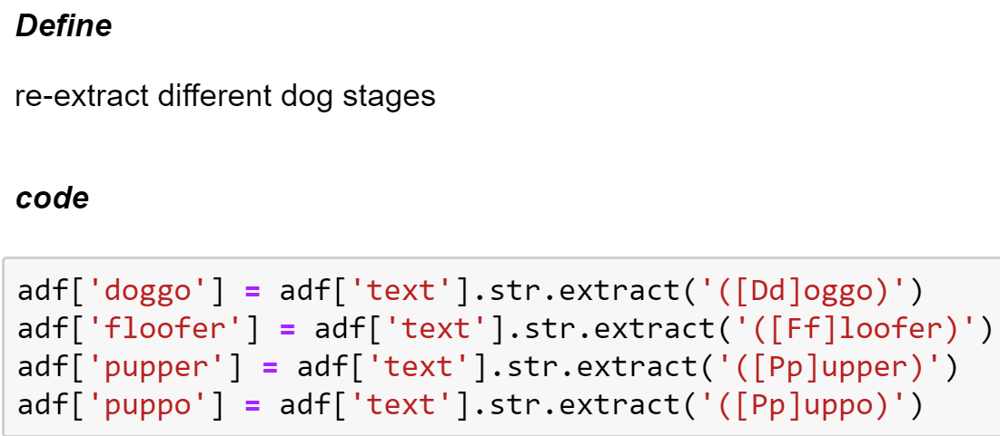 Define
re-extract different dog stages
code
adf['doggo'] = adf['text'].str.extract('([Dd]oggo)')
adf['floofer'] = adf['text'].str.extract('([Ff]loofer)')
adf['pupper'] = adf['text'].str.extract('([Pp]upper)')
adf['puppo'] = adf['text'].str.extract('([Pp]uppo)')